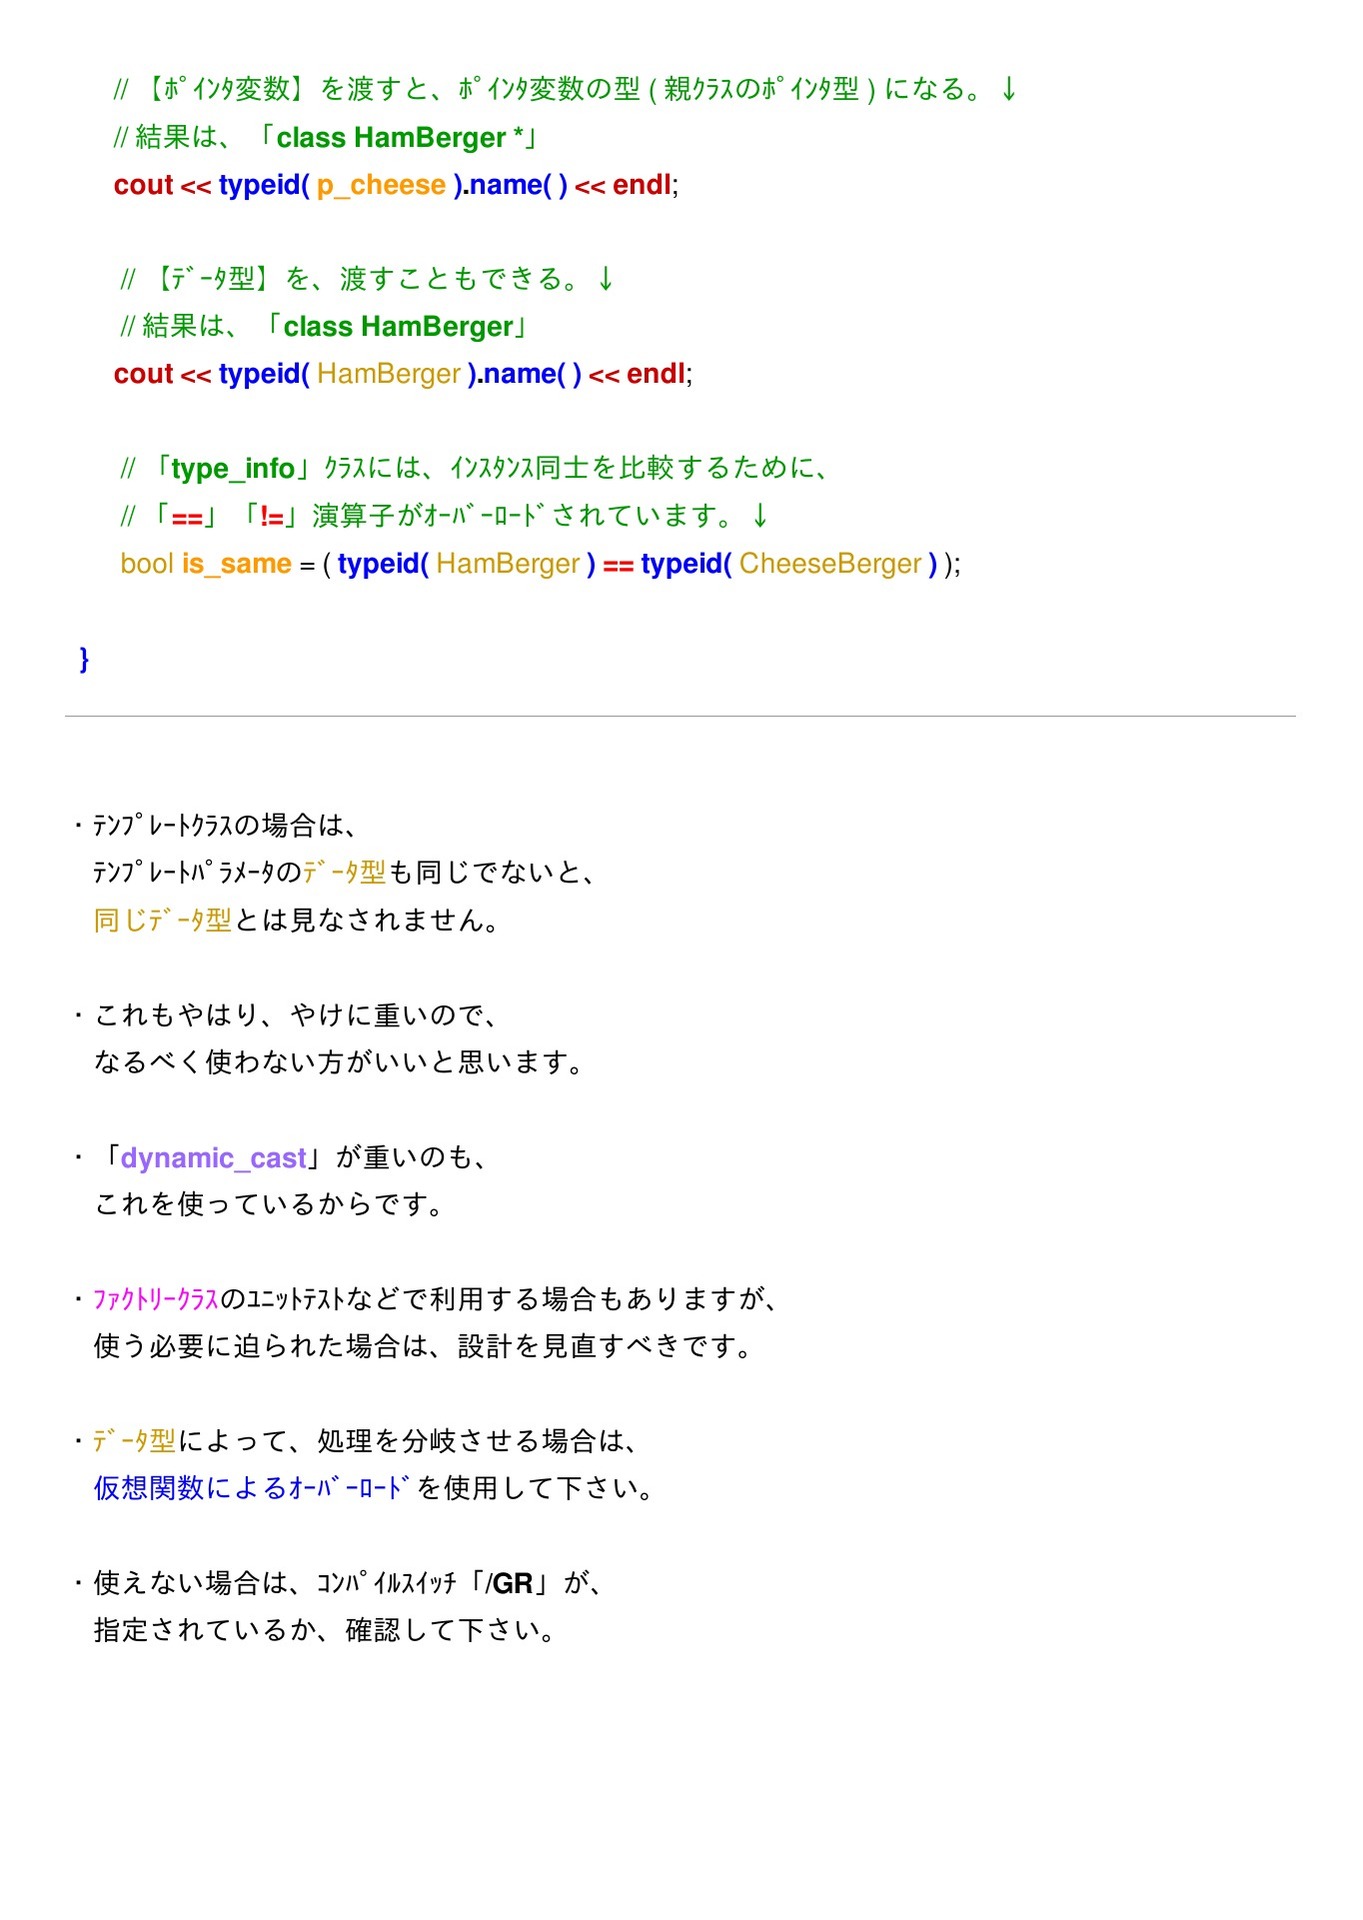 // 【ﾎﾟｲﾝﾀ変数】を渡すと、ﾎﾟｲﾝﾀ変数の型 ( 親ｸﾗｽのﾎﾟｲﾝﾀ型 ) になる。↓
// 結果は、「class HamBerger *」
cout << typeid( p_cheese ).name( ) << endl;
// 【ﾃﾞｰﾀ型】を、渡すこともできる。↓
// 結果は、「class HamBerger」
cout << typeid( HamBerger ).name( ) << endl;
// 「type_info」ｸﾗｽには、ｲﾝｽﾀﾝｽ同士を比較するために、
// 「==」「!=」演算子がｵｰﾊﾞｰﾛｰﾄﾞされています。↓
bool is_same = ( typeid( HamBerger ) == typeid( CheeseBerger ) );
}
・ﾃﾝﾌﾟﾚｰﾄｸﾗｽの場合は、
ﾃﾝﾌﾟﾚｰﾄﾊﾟﾗﾒｰﾀのﾃﾞｰﾀ型も同じでないと、
同じﾃﾞｰﾀ型とは見なされません。
・これもやはり、やけに重いので、
なるべく使わない方がいいと思います。
・「dynamic_cast」が重いのも、
これを使っているからです。
・ﾌｧｸﾄﾘｰｸﾗｽのﾕﾆｯﾄﾃｽﾄなどで利用する場合もありますが、
使う必要に迫られた場合は、設計を見直すべきです。
・ﾃﾞｰﾀ型によって、処理を分岐させる場合は、
仮想関数によるｵｰﾊﾞｰﾛｰﾄﾞを使用して下さい。
・使えない場合は、ｺﾝﾊﾟｲﾙｽｲｯﾁ「/GR」が、
指定されているか、確認して下さい。